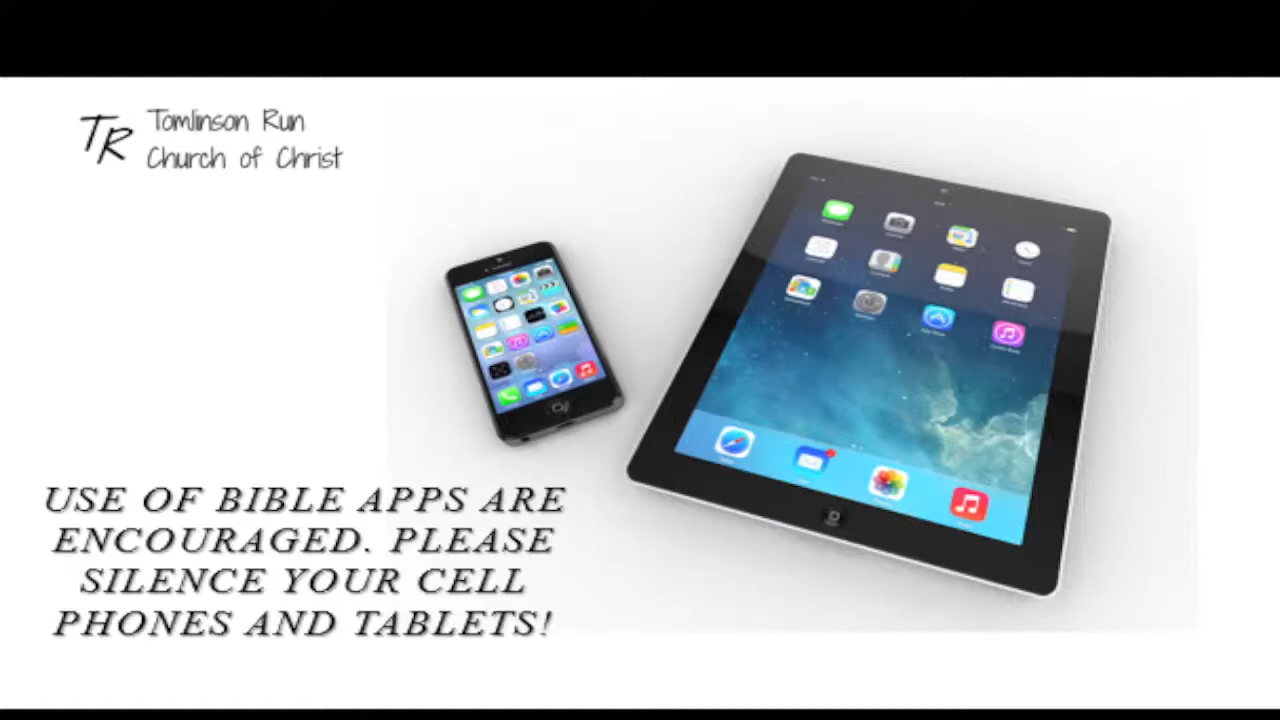 TR
Tomlinson Run
Church of Christ
USE OF BIBLE APPS ARE
ENCOURAGED. PLEASE
SILENCE YOUR CELL
PHONES AND TABLETS!